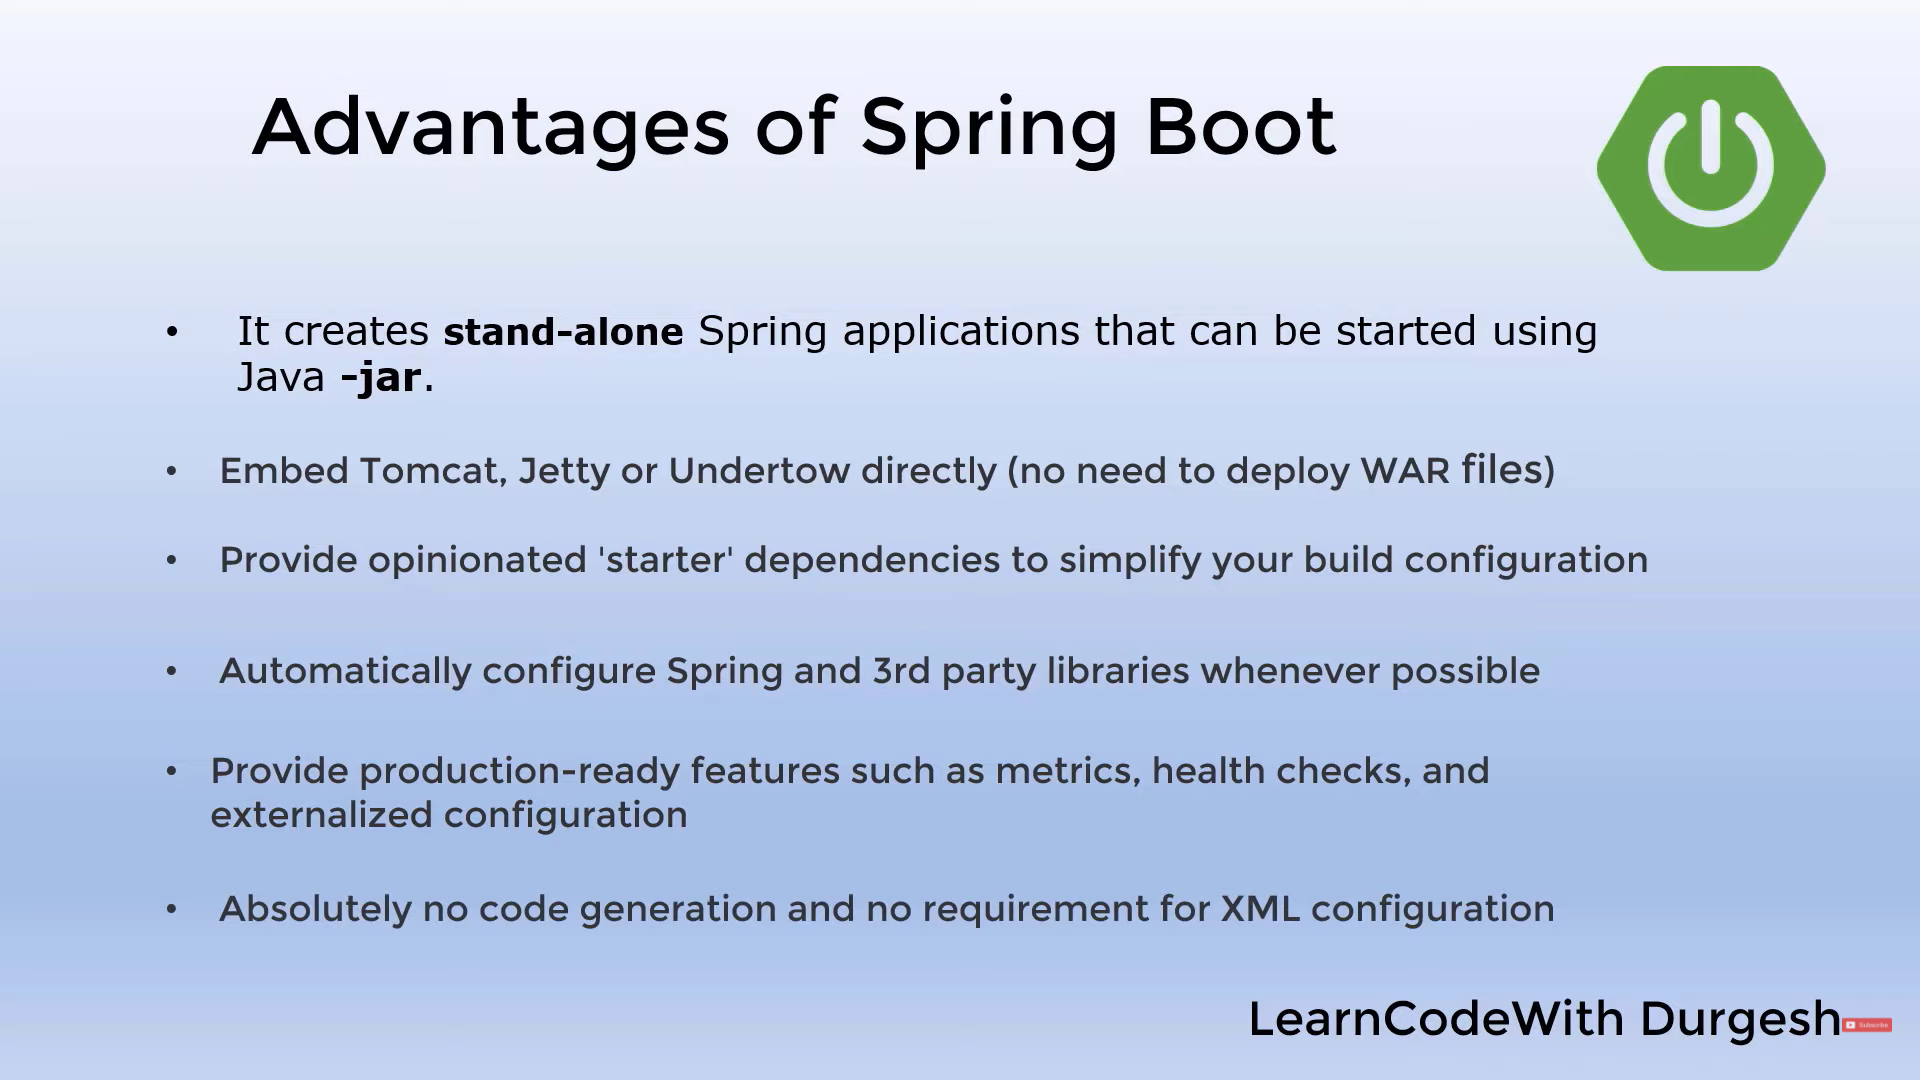 Advantages of Spring Boot
• It creates stand-alone Spring applications that can be started using
Java -jar.
• Embed Tomcat, Jetty or Undertow directly (no need to deploy WAR files)
• Provide opinionated 'starter' dependencies to simplify your build configuration
• Automatically configure Spring and 3rd party libraries whenever possible
• Provide production-ready features such as metrics, health checks, and
externalized configuration
• Absolutely no code generation and no requirement for XML configuration
LearnCodeWith Durgesh
Subscribe